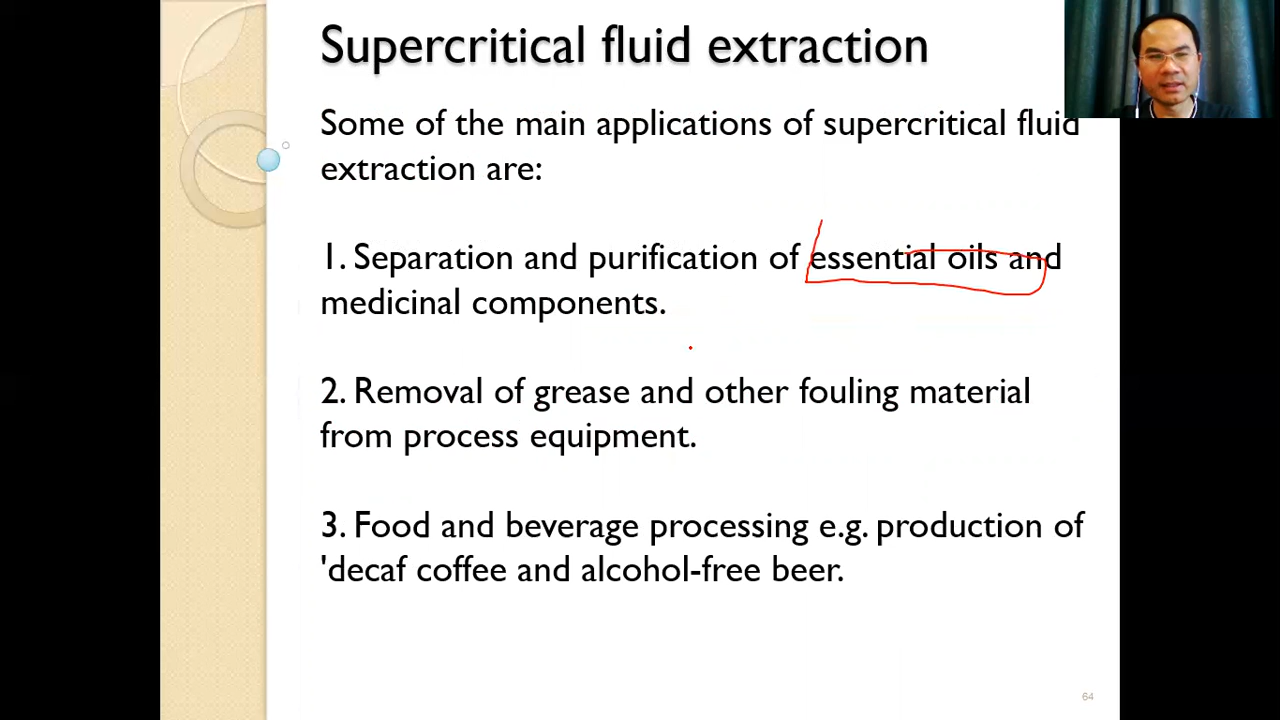 Supercritical fluid extraction
Some of the main applications of supercritical fluid
extraction are:
1. Separation and purification of essential oils and
medicinal components.
2. Removal of grease and other fouling material
from process equipment.
3. Food and beverage processing e.g. production of
'decaf coffee and alcohol-free beer.
64